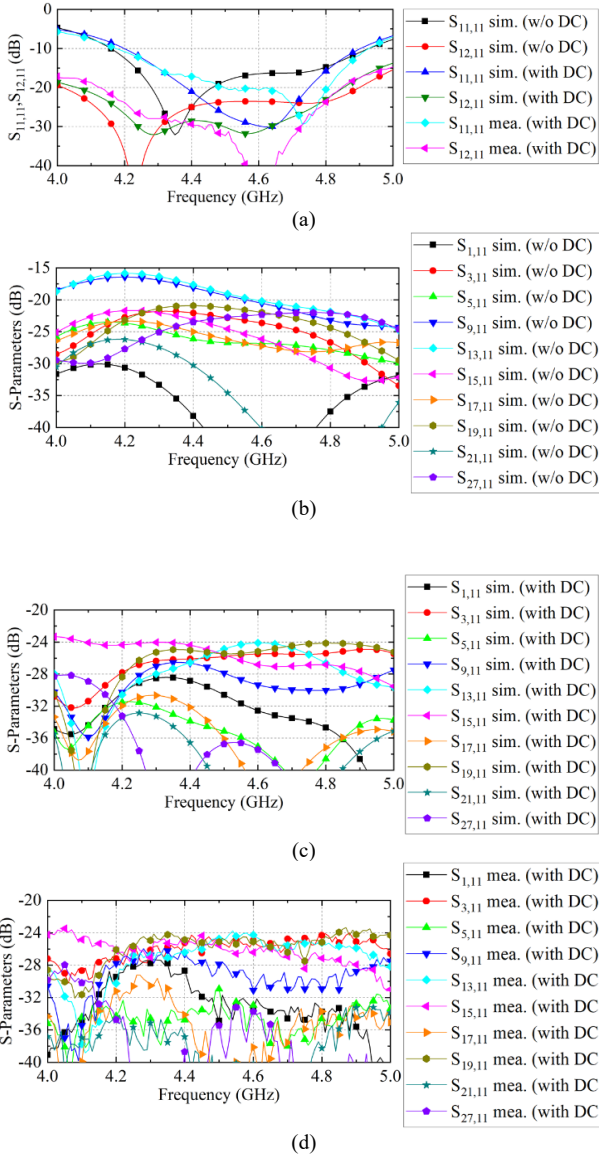 S11,11,S12,11 (dB)
0
-10
-20
-30
-40
4.0 4.2 4.4 4.6 4.8 5.0
Frequency (GHz)
S11,11 sim. (w/o DC)
S12,11 sim. (w/o DC)
S11,11 sim. (with DC)
S12,11 sim. (with DC)
S11,11 mea. (with DC)
S12,11 mea. (with DC)
(a)
S-Parameters (dB)
-15
-20
-25
-30
-35
-40
4.0 4.2 4.4 4.6 4.8 5.0
Frequency (GHz)
S1,11 sim. (w/o DC)
S3,11 sim. (w/o DC)
S5,11 sim. (w/o DC)
S9,11 sim. (w/o DC)
S13,11 sim. (w/o DC)
S15,11 sim. (w/o DC)
S17,11 sim. (w/o DC)
S19,11 sim. (w/o DC)
S21,11 sim. (w/o DC)
S27,11 sim. (w/o DC)
(b)
S-Parameters (dB)
-20
-24
-28
-32
-36
-40
4.0 4.2 4.4 4.6 4.8 5.0
Frequency (GHz)
S1,11 sim. (with DC)
S3,11 sim. (with DC)
S5,11 sim. (with DC)
S9,11 sim. (with DC)
S13,11 sim. (with DC)
S15,11 sim. (with DC)
S17,11 sim. (with DC)
S19,11 sim. (with DC)
S21,11 sim. (with DC)
S27,11 sim. (with DC)
(c)
S-Parameters (dB)
-20
-24
-28
-32
-36
-40
4.0 4.2 4.4 4.6 4.8 5.0
Frequency (GHz)
S1,11 mea. (with DC)
S3,11 mea. (with DC)
S5,11 mea. (with DC)
S9,11 mea. (with DC)
S13,11 mea. (with DC
S15,11 mea. (with DC
S17,11 mea. (with DC
S19,11 mea. (with DC
S21,11 mea. (with DC
S27,11 mea. (with DC
(d)